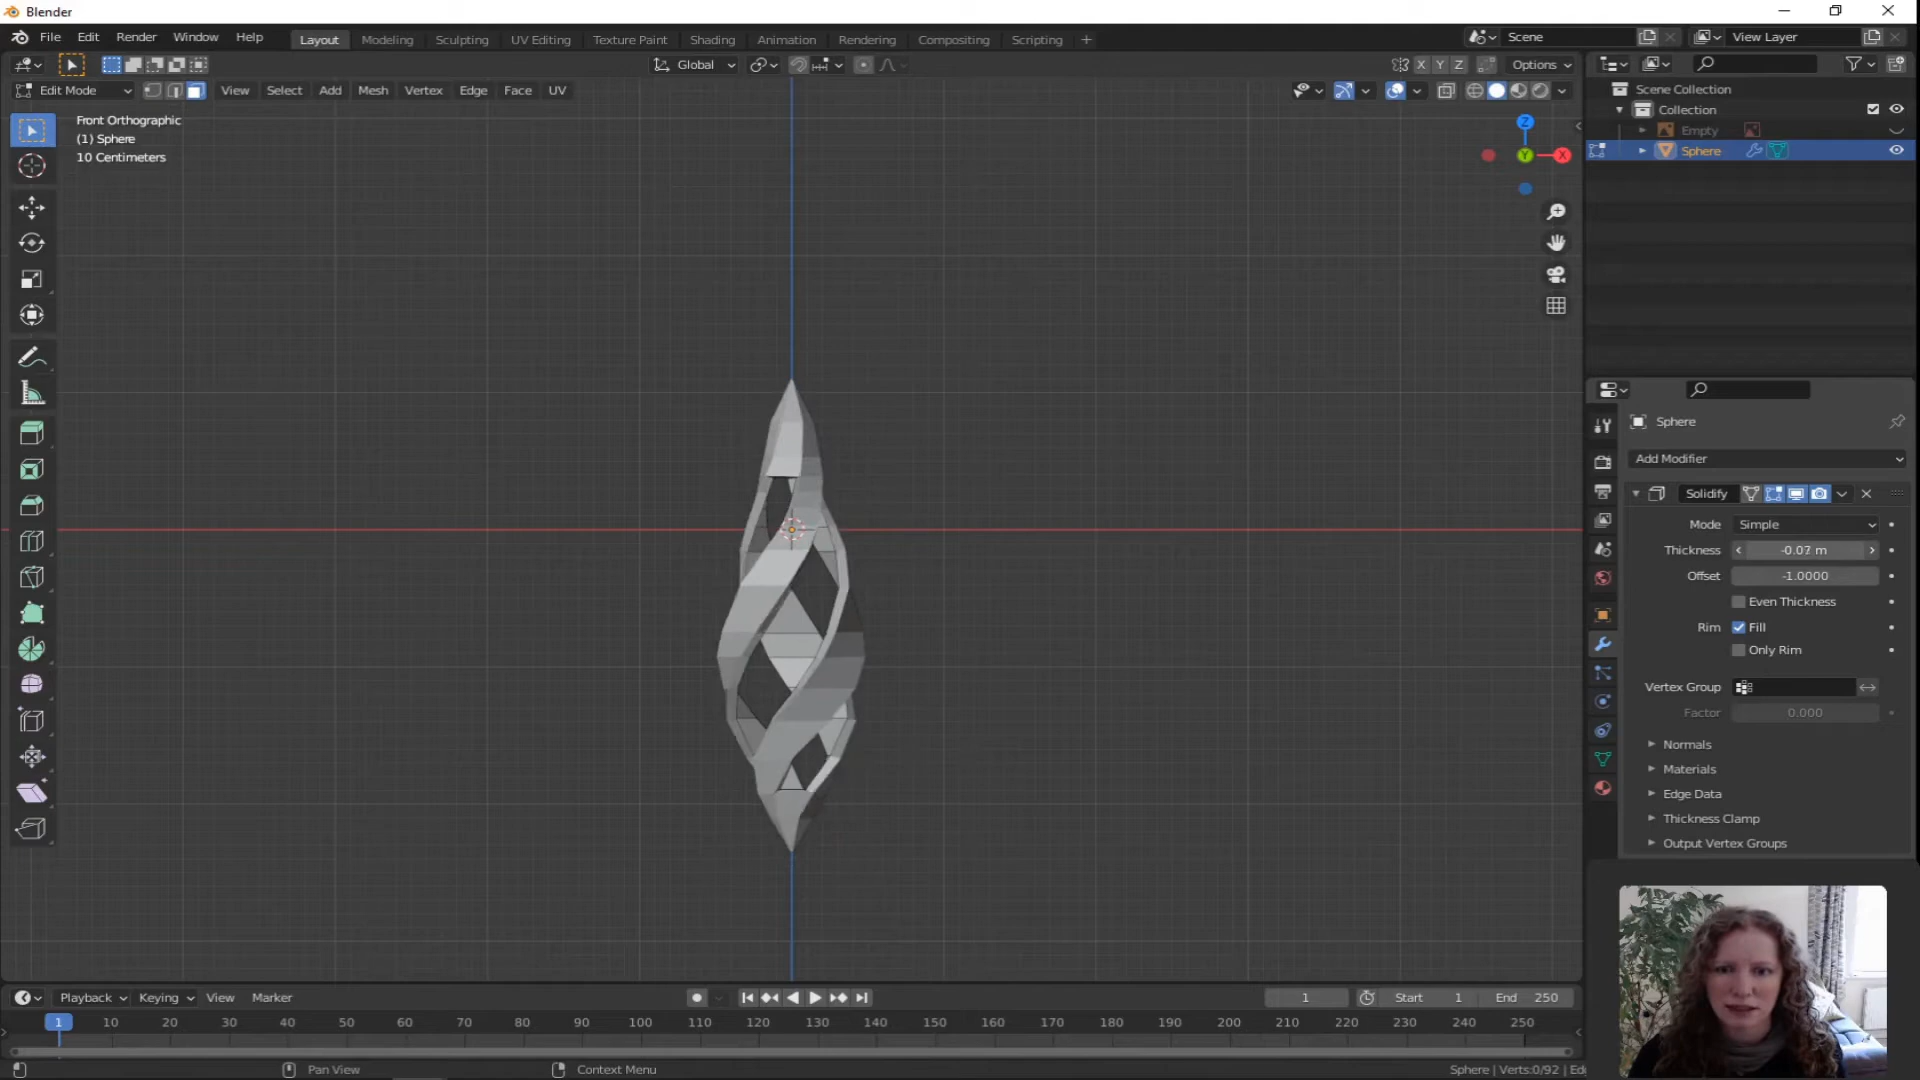 Blender
File Edit Render Window Help
Layout Modeling Sculpting UV Editing Texture Paint Shading Animation Rendering Compositing Scripting +
Scene
View Layer
Global
X Y Z
Options
Edit Mode
View Select Add Mesh Vertex Edge Face UV
Front Orthographic
(1) Sphere
10 Centimeters
Z
Y
X
Scene Collection
Collection
Empty
Sphere
Sphere
Add Modifier
Solidify
Mode Simple
Thickness -0.07 m
Offset -1.0000
Even Thickness
Rim Fill
Only Rim
Vertex Group
Factor 0.000
Normals
Materials
Edge Data
Thickness Clamp
Output Vertex Groups
Playback Keying View Marker
1 Start 1 End 250
1 10 20 30 40 50 60 70 80 90 100 110 120 130 140 150 160 170 180 190 200 210 220 230 240 250
Pan View
Context Menu
Sphere | Verts:0/92 | Ed